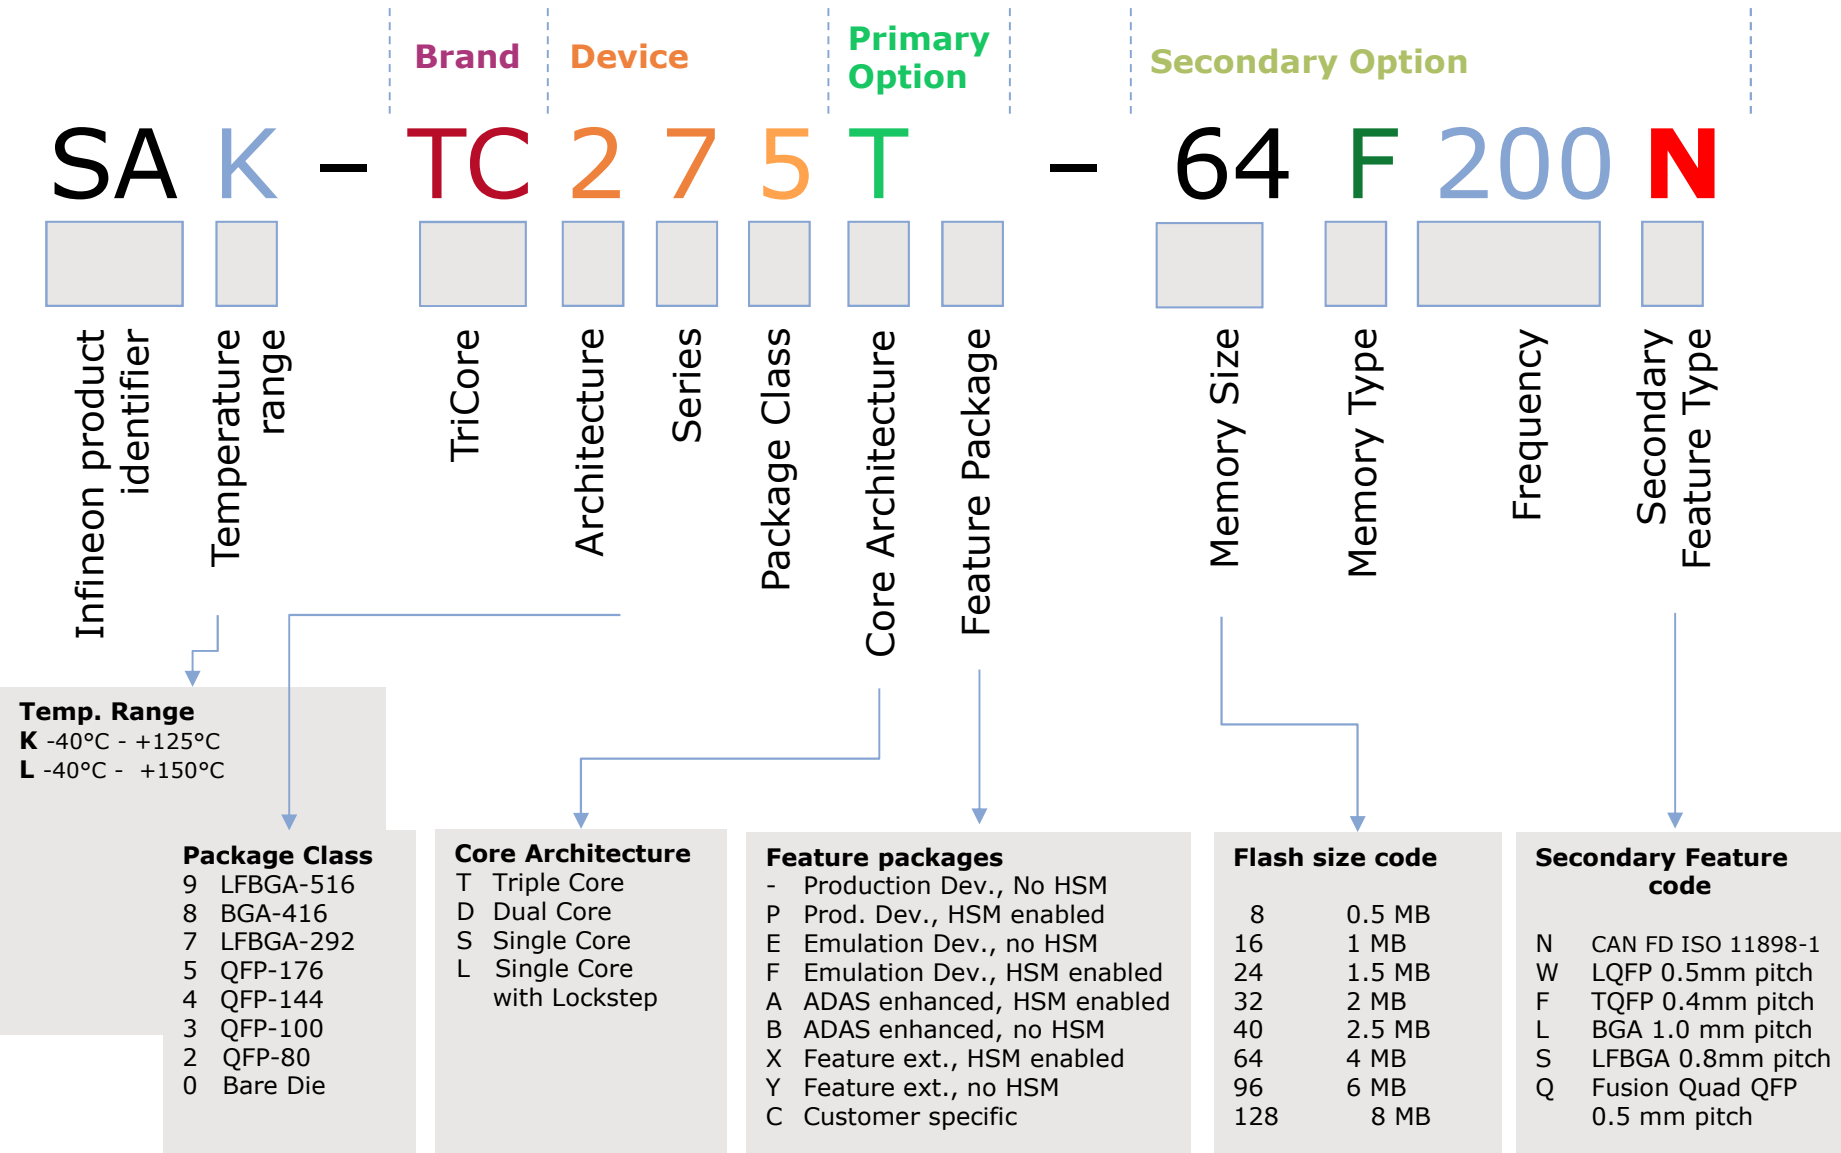 Brand
Device
Primary
Option
Secondary Option
SA K – TC 2 7 5 T – 64 F 200 N
Infineon product
identifier
Temperature
range
TriCore
Architecture
Series
Package Class
Core Architecture
Feature Package
Memory Size
Memory Type
Frequency
Secondary
Feature Type
Temp. Range
K -40°C - +125°C
L -40°C - +150°C
Package Class
9 LFBGA-516
8 BGA-416
7 LFBGA-292
5 QFP-176
4 QFP-144
3 QFP-100
2 QFP-80
0 Bare Die
Core Architecture
T Triple Core
D Dual Core
S Single Core
L Single Core
with Lockstep
Feature packages
- Production Dev., No HSM
P Prod. Dev., HSM enabled
E Emulation Dev., no HSM
F Emulation Dev., HSM enabled
A ADAS enhanced, HSM enabled
B ADAS enhanced, no HSM
X Feature ext., HSM enabled
Y Feature ext., no HSM
C Customer specific
Flash size code
8 0.5 MB
16 1 MB
24 1.5 MB
32 2 MB
40 2.5 MB
64 4 MB
96 6 MB
128 8 MB
Secondary Feature
code
N CAN FD ISO 11898-1
W LQFP 0.5mm pitch
F TQFP 0.4mm pitch
L BGA 1.0 mm pitch
S LFBGA 0.8mm pitch
Q Fusion Quad QFP
0.5 mm pitch